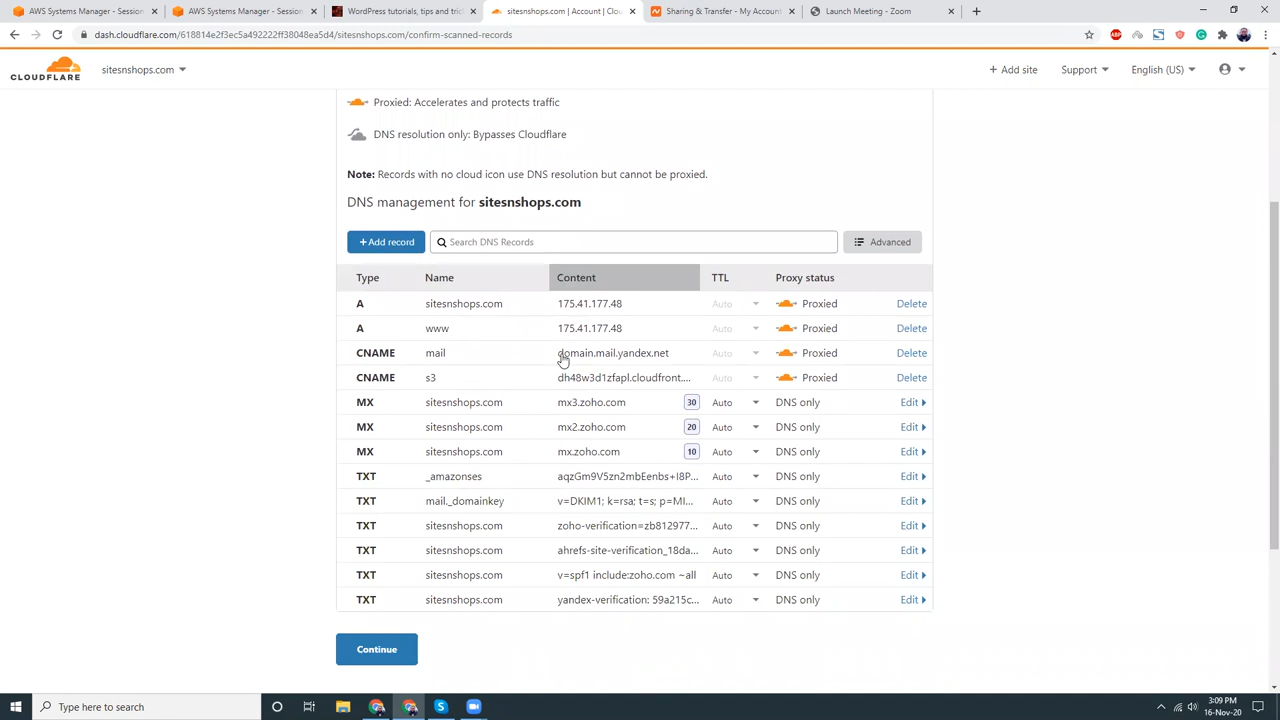 AWS Systems Manager - Session
AWS Systems Manager - Session
WordPress tutorials, tips and tric
sitesnshops.com | Account | Clou
Sharing & Transfer - My Account
Launch Meeting - Zoom
dash.cloudflare.com/618814e2f3ec5a492222ff38048ea5d4/sitesnshops.com/confirm-scanned-records
CLOUDFLARE
sitesnshops.com
+ Add site
Support
English (US)
Proxied: Accelerates and protects traffic
DNS resolution only: Bypasses Cloudflare
Note: Records with no cloud icon use DNS resolution but cannot be proxied.
DNS management for sitesnshops.com
+Add record
Search DNS Records
Advanced
Type Name Content TTL Proxy status
A sitesnshops.com 175.41.177.48 Auto Proxied Delete
A www 175.41.177.48 Auto Proxied Delete
CNAME mail domain.mail.yandex.net Auto Proxied Delete
CNAME s3 dh48w3d1zfapl.cloudfront.... Auto Proxied Delete
MX sitesnshops.com mx3.zoho.com 30 Auto DNS only Edit
MX sitesnshops.com mx2.zoho.com 20 Auto DNS only Edit
MX sitesnshops.com mx.zoho.com 10 Auto DNS only Edit
TXT _amazonses aqzGm9V5zn2mbEenbs+I8P... Auto DNS only Edit
TXT mail._domainkey v=DKIM1; k=rsa; t=s; p=MI... Auto DNS only Edit
TXT sitesnshops.com zoho-verification=zb812977... Auto DNS only Edit
TXT sitesnshops.com ahrefs-site-verification_18da... Auto DNS only Edit
TXT sitesnshops.com v=spf1 include:zoho.com ~all Auto DNS only Edit
TXT sitesnshops.com yandex-verification: 59a215c... Auto DNS only Edit
Continue
Type here to search
3:09 PM
16-Nov-20